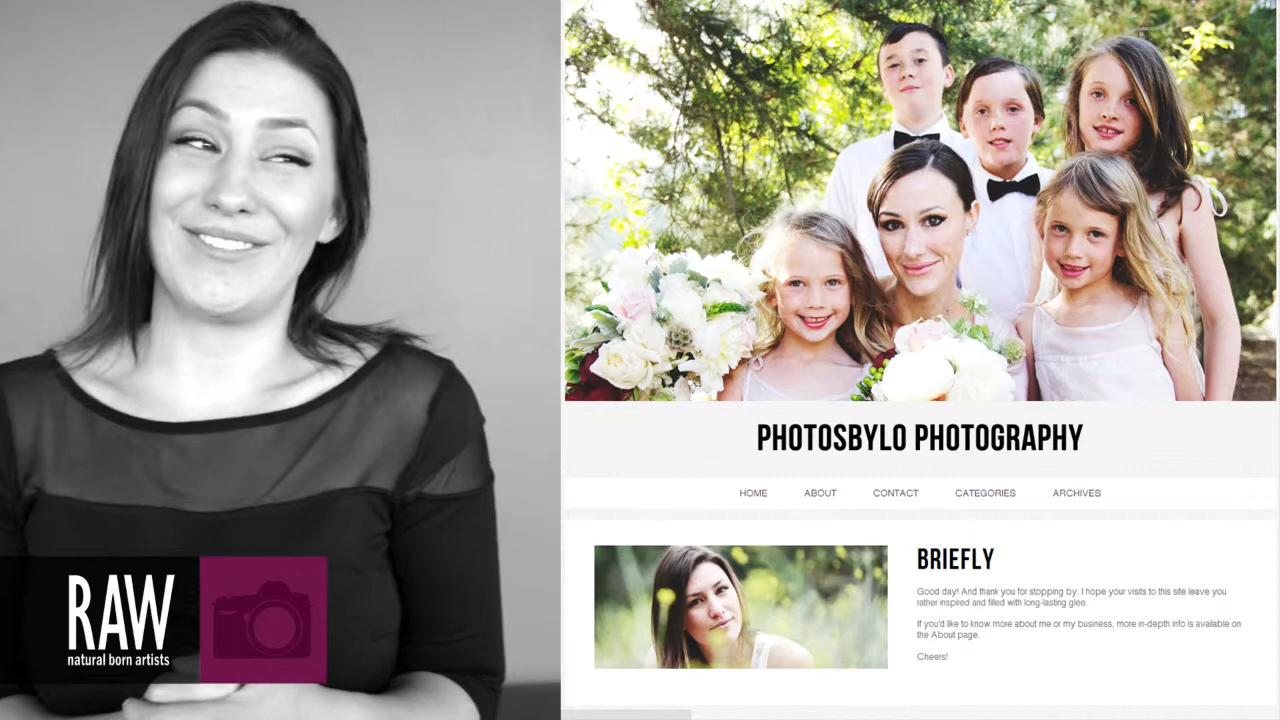 RAW
natural born artists
PHOTOSBYLO PHOTOGRAPHY
HOME ABOUT CONTACT CATEGORIES ARCHIVES
BRIEFLY
Good day! And thank you for stopping by. I hope your visits to this site leave you
rather inspired and filled with long-lasting glee.
If you'd like to know more about me or my business, more in-depth info is available on
the About page.
Cheers!